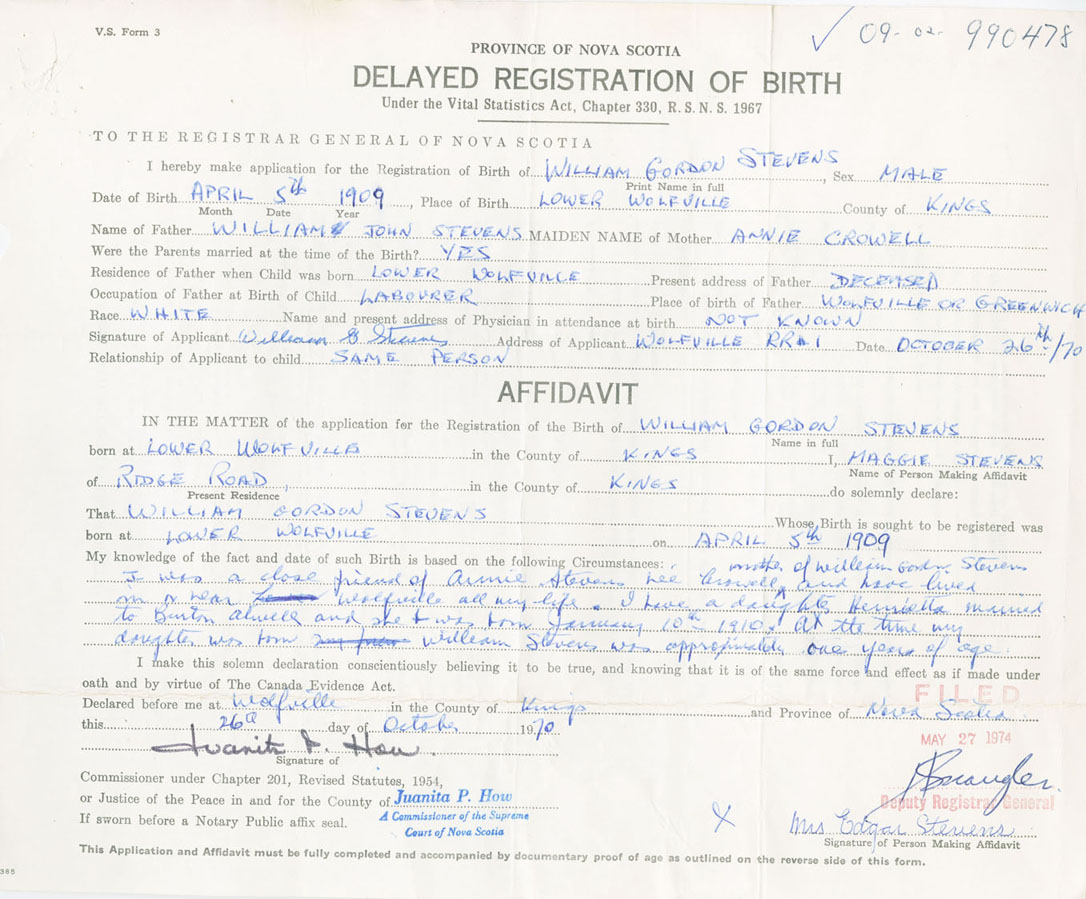 V.S. Form 3
✓ 09-02-990478
PROVINCE OF NOVA SCOTIA
DELAYED REGISTRATION OF BIRTH
Under the Vital Statistics Act, Chapter 330, R.S.N.S. 1967
TO THE REGISTRAR GENERAL OF NOVA SCOTIA
I hereby make application for the Registration of Birth of WILLIAM GORDON STEVENS, Sex MALE
Print Name in full
Date of Birth APRIL 5th 1909, Place of Birth LOWER WOLFVILLE County of KINGS
Month Date Year
Name of Father WILLIAM JOHN STEVENS MAIDEN NAME of Mother ANNIE CROWELL
Were the Parents married at the time of the Birth? YES
Residence of Father when Child was born LOWER WOLFVILLE Present address of Father DECEASED
Occupation of Father at Birth of Child LABOURER Place of birth of Father WOLFVILLE OR GREENWICH
Race WHITE Name and present address of Physician in attendance at birth NOT KNOWN
Signature of Applicant William G Stevens Address of Applicant WOLFVILLE RR#1 Date OCTOBER 26th/70
Relationship of Applicant to child SAME PERSON
AFFIDAVIT
IN THE MATTER of the application for the Registration of the Birth of WILLIAM GORDON STEVENS
Name in full
born at LOWER WOLFVILLE in the County of KINGS I, MAGGIE STEVENS
Name of Person Making Affidavit
of RIDGE ROAD, in the County of KINGS do solemnly declare:
Present Residence
That WILLIAM GORDON STEVENS Whose Birth is sought to be registered was
born at LOWER WOLFVILLE on APRIL 5th 1909
My knowledge of the fact and date of such Birth is based on the following Circumstances: mother of William Gordon Stevens
I was a close friend of Annie Stevens nee Crowell, and have lived
in or near Wolfville all my life. I have a daughter, Henrietta married
to Burton Atwell and she was born January 10th 1910. At the time my
daughter was born William Stevens was approximately one years of age.
I make this solemn declaration conscientiously believing it to be true, and knowing that it is of the same force and effect as if made under
oath and by virtue of The Canada Evidence Act.
FILED
Declared before me at Wolfville in the County of Kings and Province of Nova Scotia
this 26th day of October 1970
MAY 27 1974
Juanita P. How
Signature of
Commissioner under Chapter 201, Revised Statutes, 1954,
or Justice of the Peace in and for the County of Juanita P. How
Deputy Registrar General
A Commissioner of the Supreme
If sworn before a Notary Public affix seal.
Court of Nova Scotia
X Mrs Edgar Stevens
Signature of Person Making Affidavit
This Application and Affidavit must be fully completed and accompanied by documentary proof of age as outlined on the reverse side of this form.
385